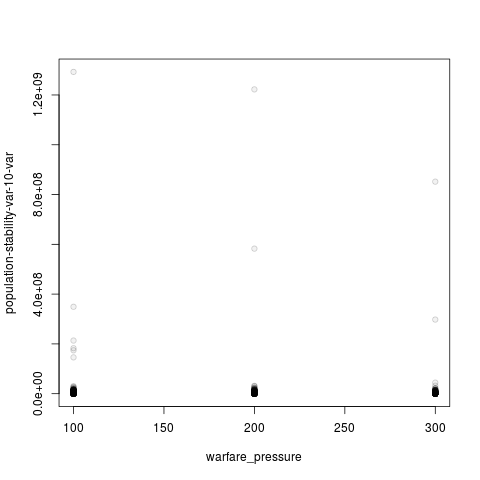 population-stability-var-10-var
1.2e+09
8.0e+08
4.0e+08
0.0e+00
100
150
200
250
300
warfare_pressure